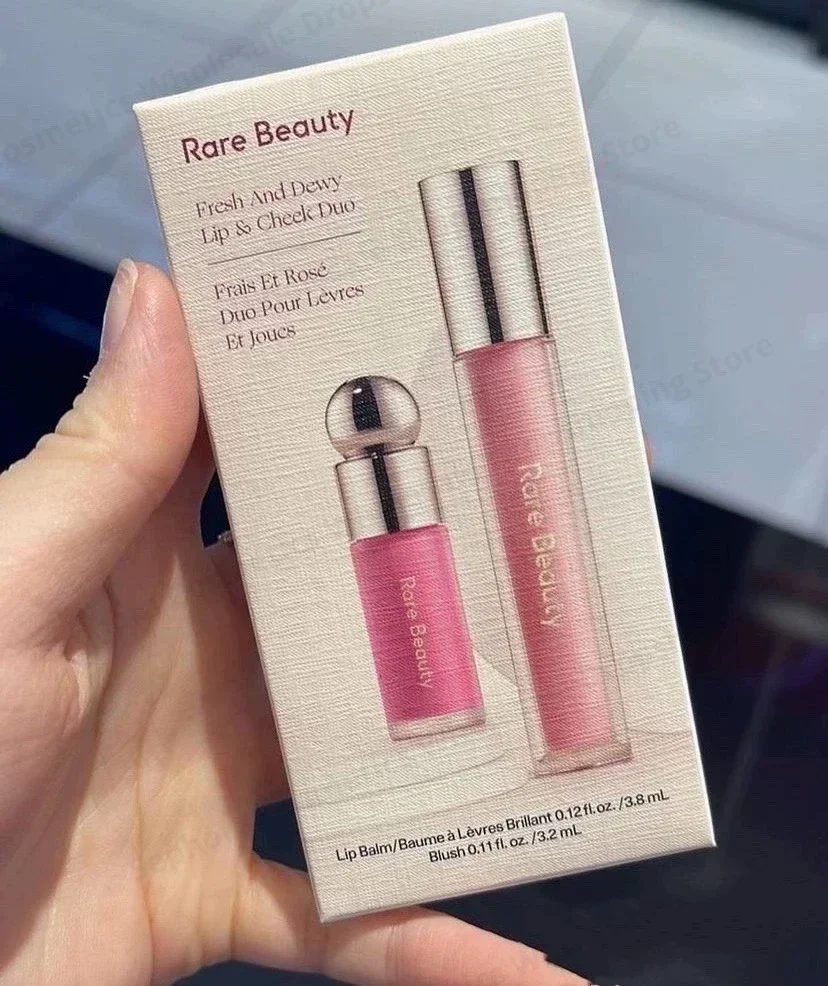 Rare Beauty
Fresh And Dewy
Lip & Cheek Duo
Frais Et Rosé
Duo Pour Lèvres
Et Joues
Rare Beauty
Rare Beauty
Lip Balm/Baume à Lèvres Brillant 0.12 fl. oz. /3.8 mL
Blush 0.11 fl. oz. /3.2 mL